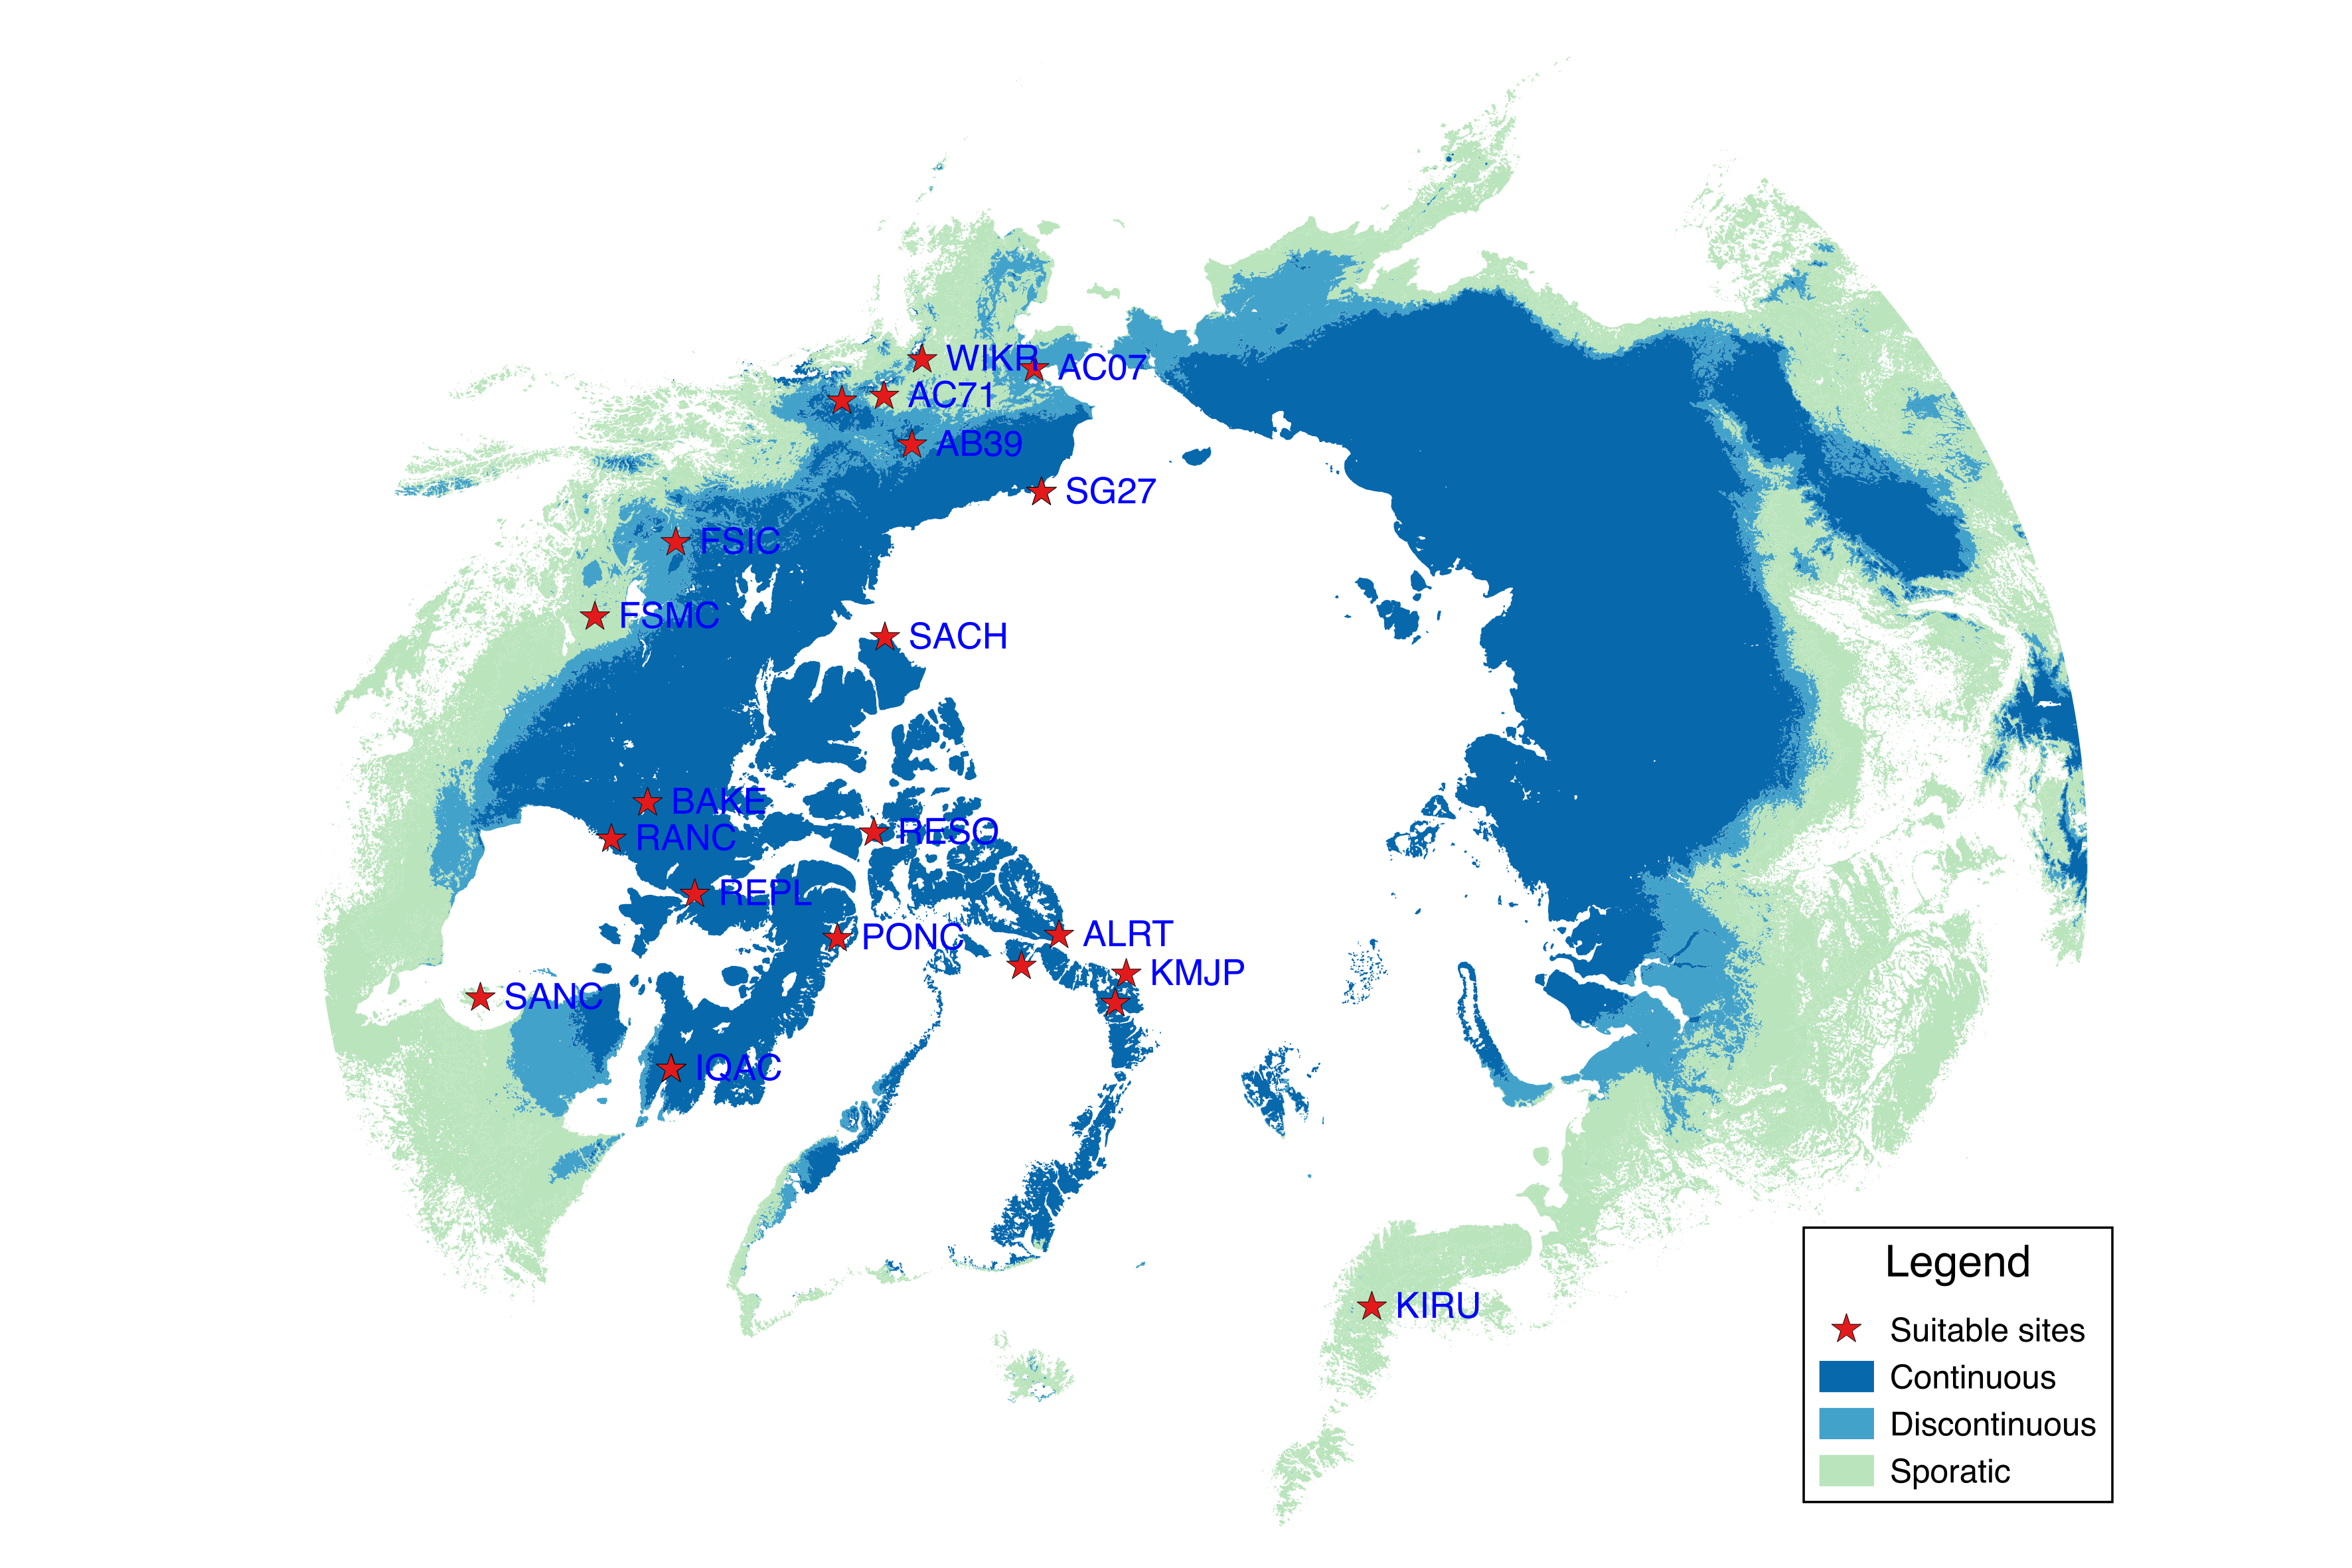 WIKR
AC07
AC71
AB39
SG27
FSIC
FSMC
SACH
BAKE
RANC
RESO
REPL
PONC
ALRT
KMJP
SANC
IQAC
KIRU
Legend
Suitable sites
Continuous
Discontinuous
Sporatic